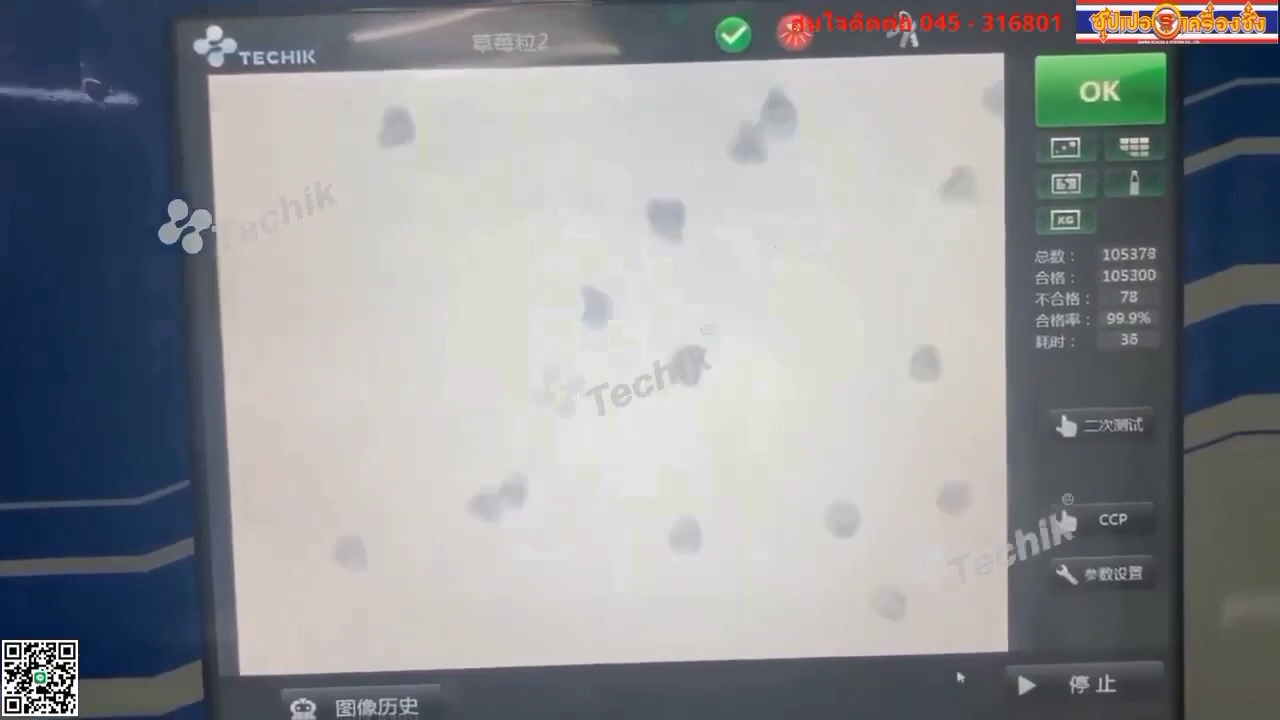 สนใจติดต่อ 045 - 316801
ซุปเปอร์เครื่องชั่ง
TECHIK
草莓粒2
OK
KG
总数： 105378
合格： 105300
不合格： 78
合格率： 99.9%
耗时： 38
Techik
Techik
Techik
二次测试
CCP
参数设置
停止
图像历史